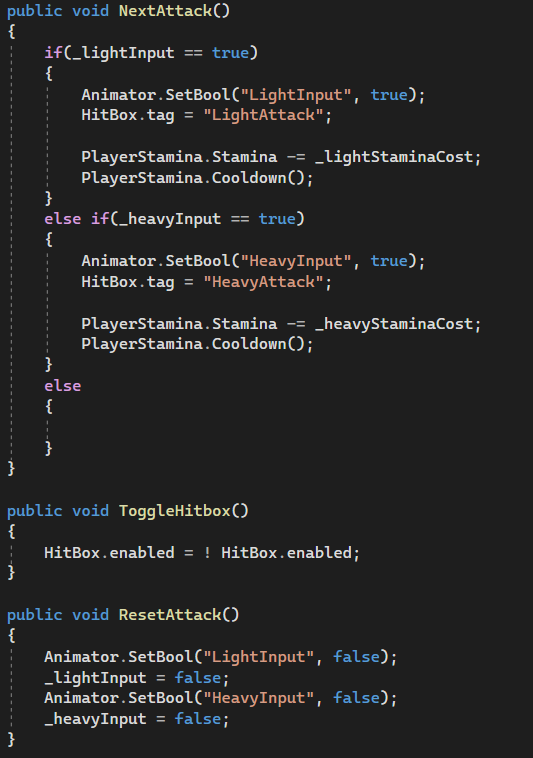 public void NextAttack()
{
    if(_lightInput == true)
    {
        Animator.SetBool("LightInput", true);
        HitBox.tag = "LightAttack";

        PlayerStamina.Stamina -= _lightStaminaCost;
        PlayerStamina.Cooldown();
    }
    else if(_heavyInput == true)
    {
        Animator.SetBool("HeavyInput", true);
        HitBox.tag = "HeavyAttack";

        PlayerStamina.Stamina -= _heavyStaminaCost;
        PlayerStamina.Cooldown();
    }
    else
    {

    }
}

public void ToggleHitbox()
{
    HitBox.enabled = ! HitBox.enabled;
}

public void ResetAttack()
{
    Animator.SetBool("LightInput", false);
    _lightInput = false;
    Animator.SetBool("HeavyInput", false);
    _heavyInput = false;
}